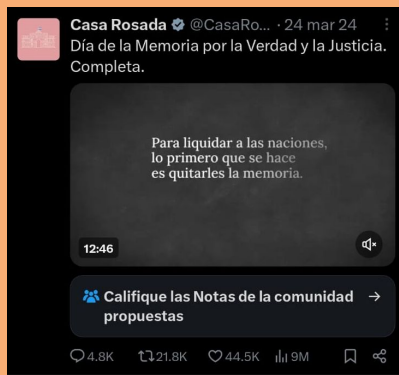 Casa Rosada @CasaRo... · 24 mar 24
Día de la Memoria por la Verdad y la Justicia.
Completa.
Para liquidar a las naciones,
lo primero que se hace
es quitarles la memoria.
12:46
Califique las Notas de la comunidad
propuestas
4.8K 21.8K 44.5K 9M